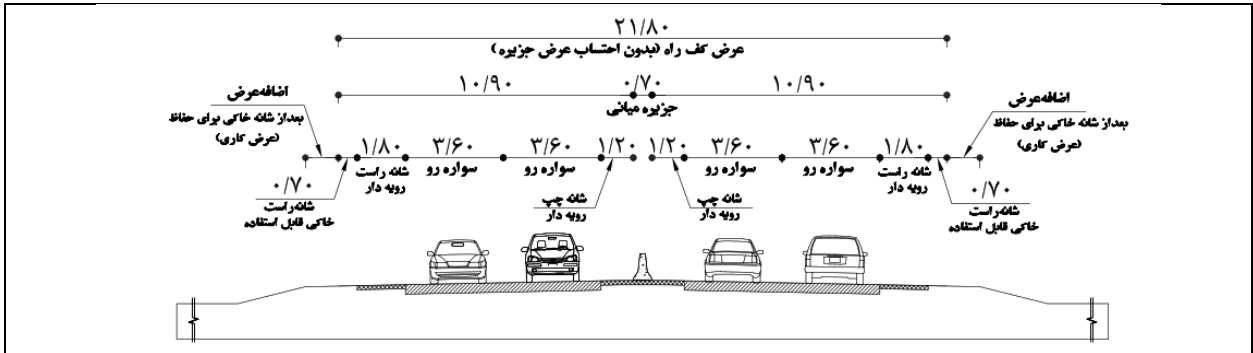 ۲۱/۸۰
عرض کف راه (بدون احتساب عرض جزیره)
۱۰/۹۰
۰/۷۰
۱۰/۹۰
جزیره میانی
اضافه‌عرض
بعداز شانه خاکی برای حفاظ
(عرض کاری)
اضافه‌عرض
بعداز شانه خاکی برای حفاظ
(عرض کاری)
۱/۸۰
۳/۶۰
۳/۶۰
۱/۲۰
۱/۲۰
۳/۶۰
۳/۶۰
۱/۸۰
شانه راست
رویه دار
سواره رو
سواره رو
سواره رو
سواره رو
شانه راست
رویه دار
۰/۷۰
شانه‌راست
خاکی قابل استفاده
شانه چپ
رویه دار
شانه چپ
رویه دار
۰/۷۰
شانه‌راست
خاکی قابل استفاده